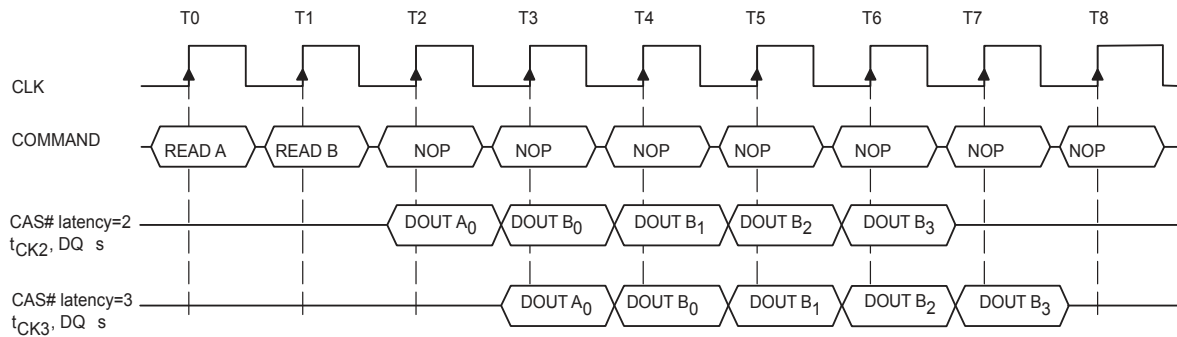 T0 T1 T2 T3 T4 T5 T6 T7 T8
CLK
COMMAND READ A READ B NOP NOP NOP NOP NOP NOP NOP
CAS# latency=2 DOUT A0 DOUT B0 DOUT B1 DOUT B2 DOUT B3
tCK2, DQ s
CAS# latency=3 DOUT A0 DOUT B0 DOUT B1 DOUT B2 DOUT B3
tCK3, DQ s